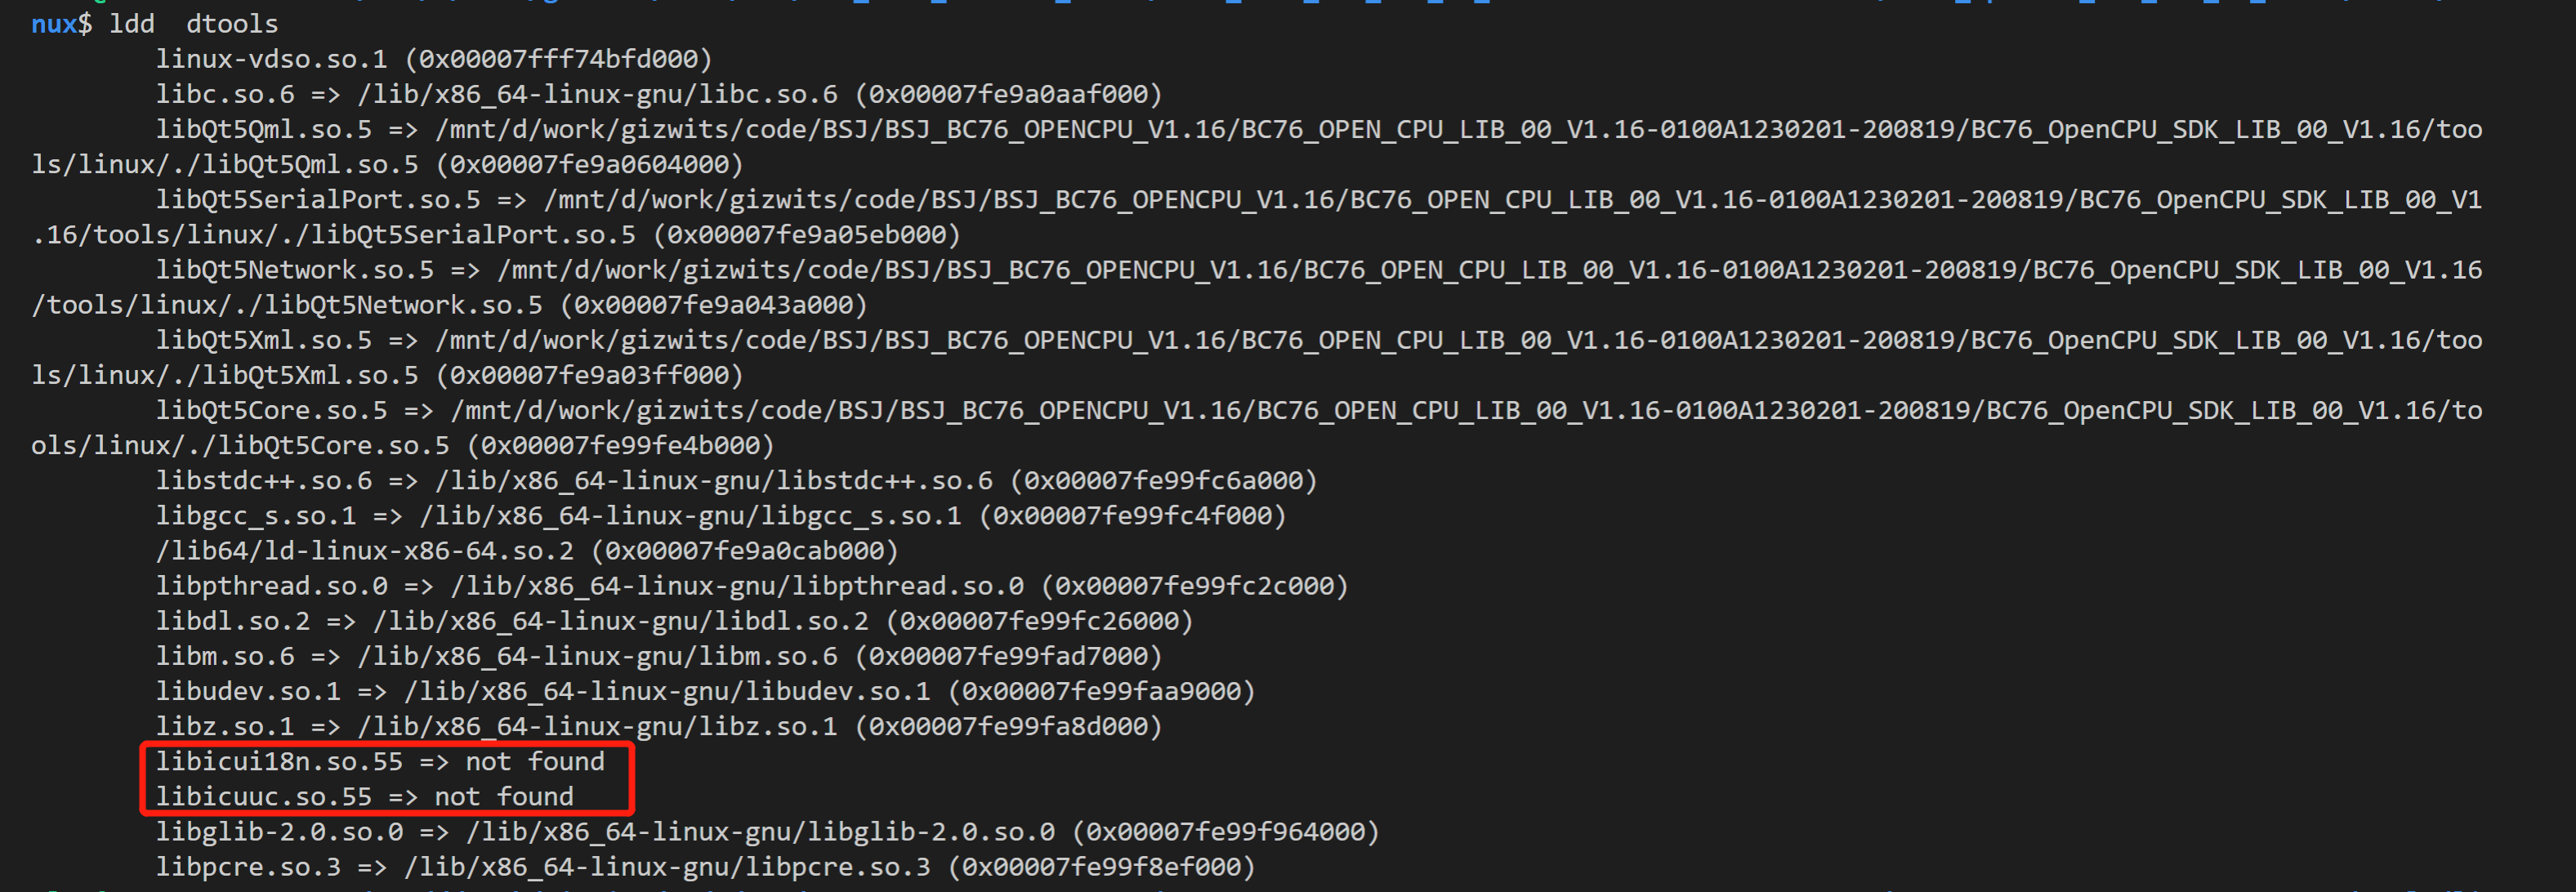 nux$ ldd  dtools
linux-vdso.so.1 (0x00007fff74bfd000)
libc.so.6 => /lib/x86_64-linux-gnu/libc.so.6 (0x00007fe9a0aaf000)
libQt5Qml.so.5 => /mnt/d/work/gizwits/code/BSJ/BSJ_BC76_OPENCPU_V1.16/BC76_OPEN_CPU_LIB_00_V1.16-0100A1230201-200819/BC76_OpenCPU_SDK_LIB_00_V1.16/too
ls/linux/./libQt5Qml.so.5 (0x00007fe9a0604000)
libQt5SerialPort.so.5 => /mnt/d/work/gizwits/code/BSJ/BSJ_BC76_OPENCPU_V1.16/BC76_OPEN_CPU_LIB_00_V1.16-0100A1230201-200819/BC76_OpenCPU_SDK_LIB_00_V1
.16/tools/linux/./libQt5SerialPort.so.5 (0x00007fe9a05eb000)
libQt5Network.so.5 => /mnt/d/work/gizwits/code/BSJ/BSJ_BC76_OPENCPU_V1.16/BC76_OPEN_CPU_LIB_00_V1.16-0100A1230201-200819/BC76_OpenCPU_SDK_LIB_00_V1.16
/tools/linux/./libQt5Network.so.5 (0x00007fe9a043a000)
libQt5Xml.so.5 => /mnt/d/work/gizwits/code/BSJ/BSJ_BC76_OPENCPU_V1.16/BC76_OPEN_CPU_LIB_00_V1.16-0100A1230201-200819/BC76_OpenCPU_SDK_LIB_00_V1.16/too
ls/linux/./libQt5Xml.so.5 (0x00007fe9a03ff000)
libQt5Core.so.5 => /mnt/d/work/gizwits/code/BSJ/BSJ_BC76_OPENCPU_V1.16/BC76_OPEN_CPU_LIB_00_V1.16-0100A1230201-200819/BC76_OpenCPU_SDK_LIB_00_V1.16/to
ols/linux/./libQt5Core.so.5 (0x00007fe99fe4b000)
libstdc++.so.6 => /lib/x86_64-linux-gnu/libstdc++.so.6 (0x00007fe99fc6a000)
libgcc_s.so.1 => /lib/x86_64-linux-gnu/libgcc_s.so.1 (0x00007fe99fc4f000)
/lib64/ld-linux-x86-64.so.2 (0x00007fe9a0cab000)
libpthread.so.0 => /lib/x86_64-linux-gnu/libpthread.so.0 (0x00007fe99fc2c000)
libdl.so.2 => /lib/x86_64-linux-gnu/libdl.so.2 (0x00007fe99fc26000)
libm.so.6 => /lib/x86_64-linux-gnu/libm.so.6 (0x00007fe99fad7000)
libudev.so.1 => /lib/x86_64-linux-gnu/libudev.so.1 (0x00007fe99faa9000)
libz.so.1 => /lib/x86_64-linux-gnu/libz.so.1 (0x00007fe99fa8d000)
libicui18n.so.55 => not found
libicuuc.so.55 => not found
libglib-2.0.so.0 => /lib/x86_64-linux-gnu/libglib-2.0.so.0 (0x00007fe99f964000)
libpcre.so.3 => /lib/x86_64-linux-gnu/libpcre.so.3 (0x00007fe99f8ef000)